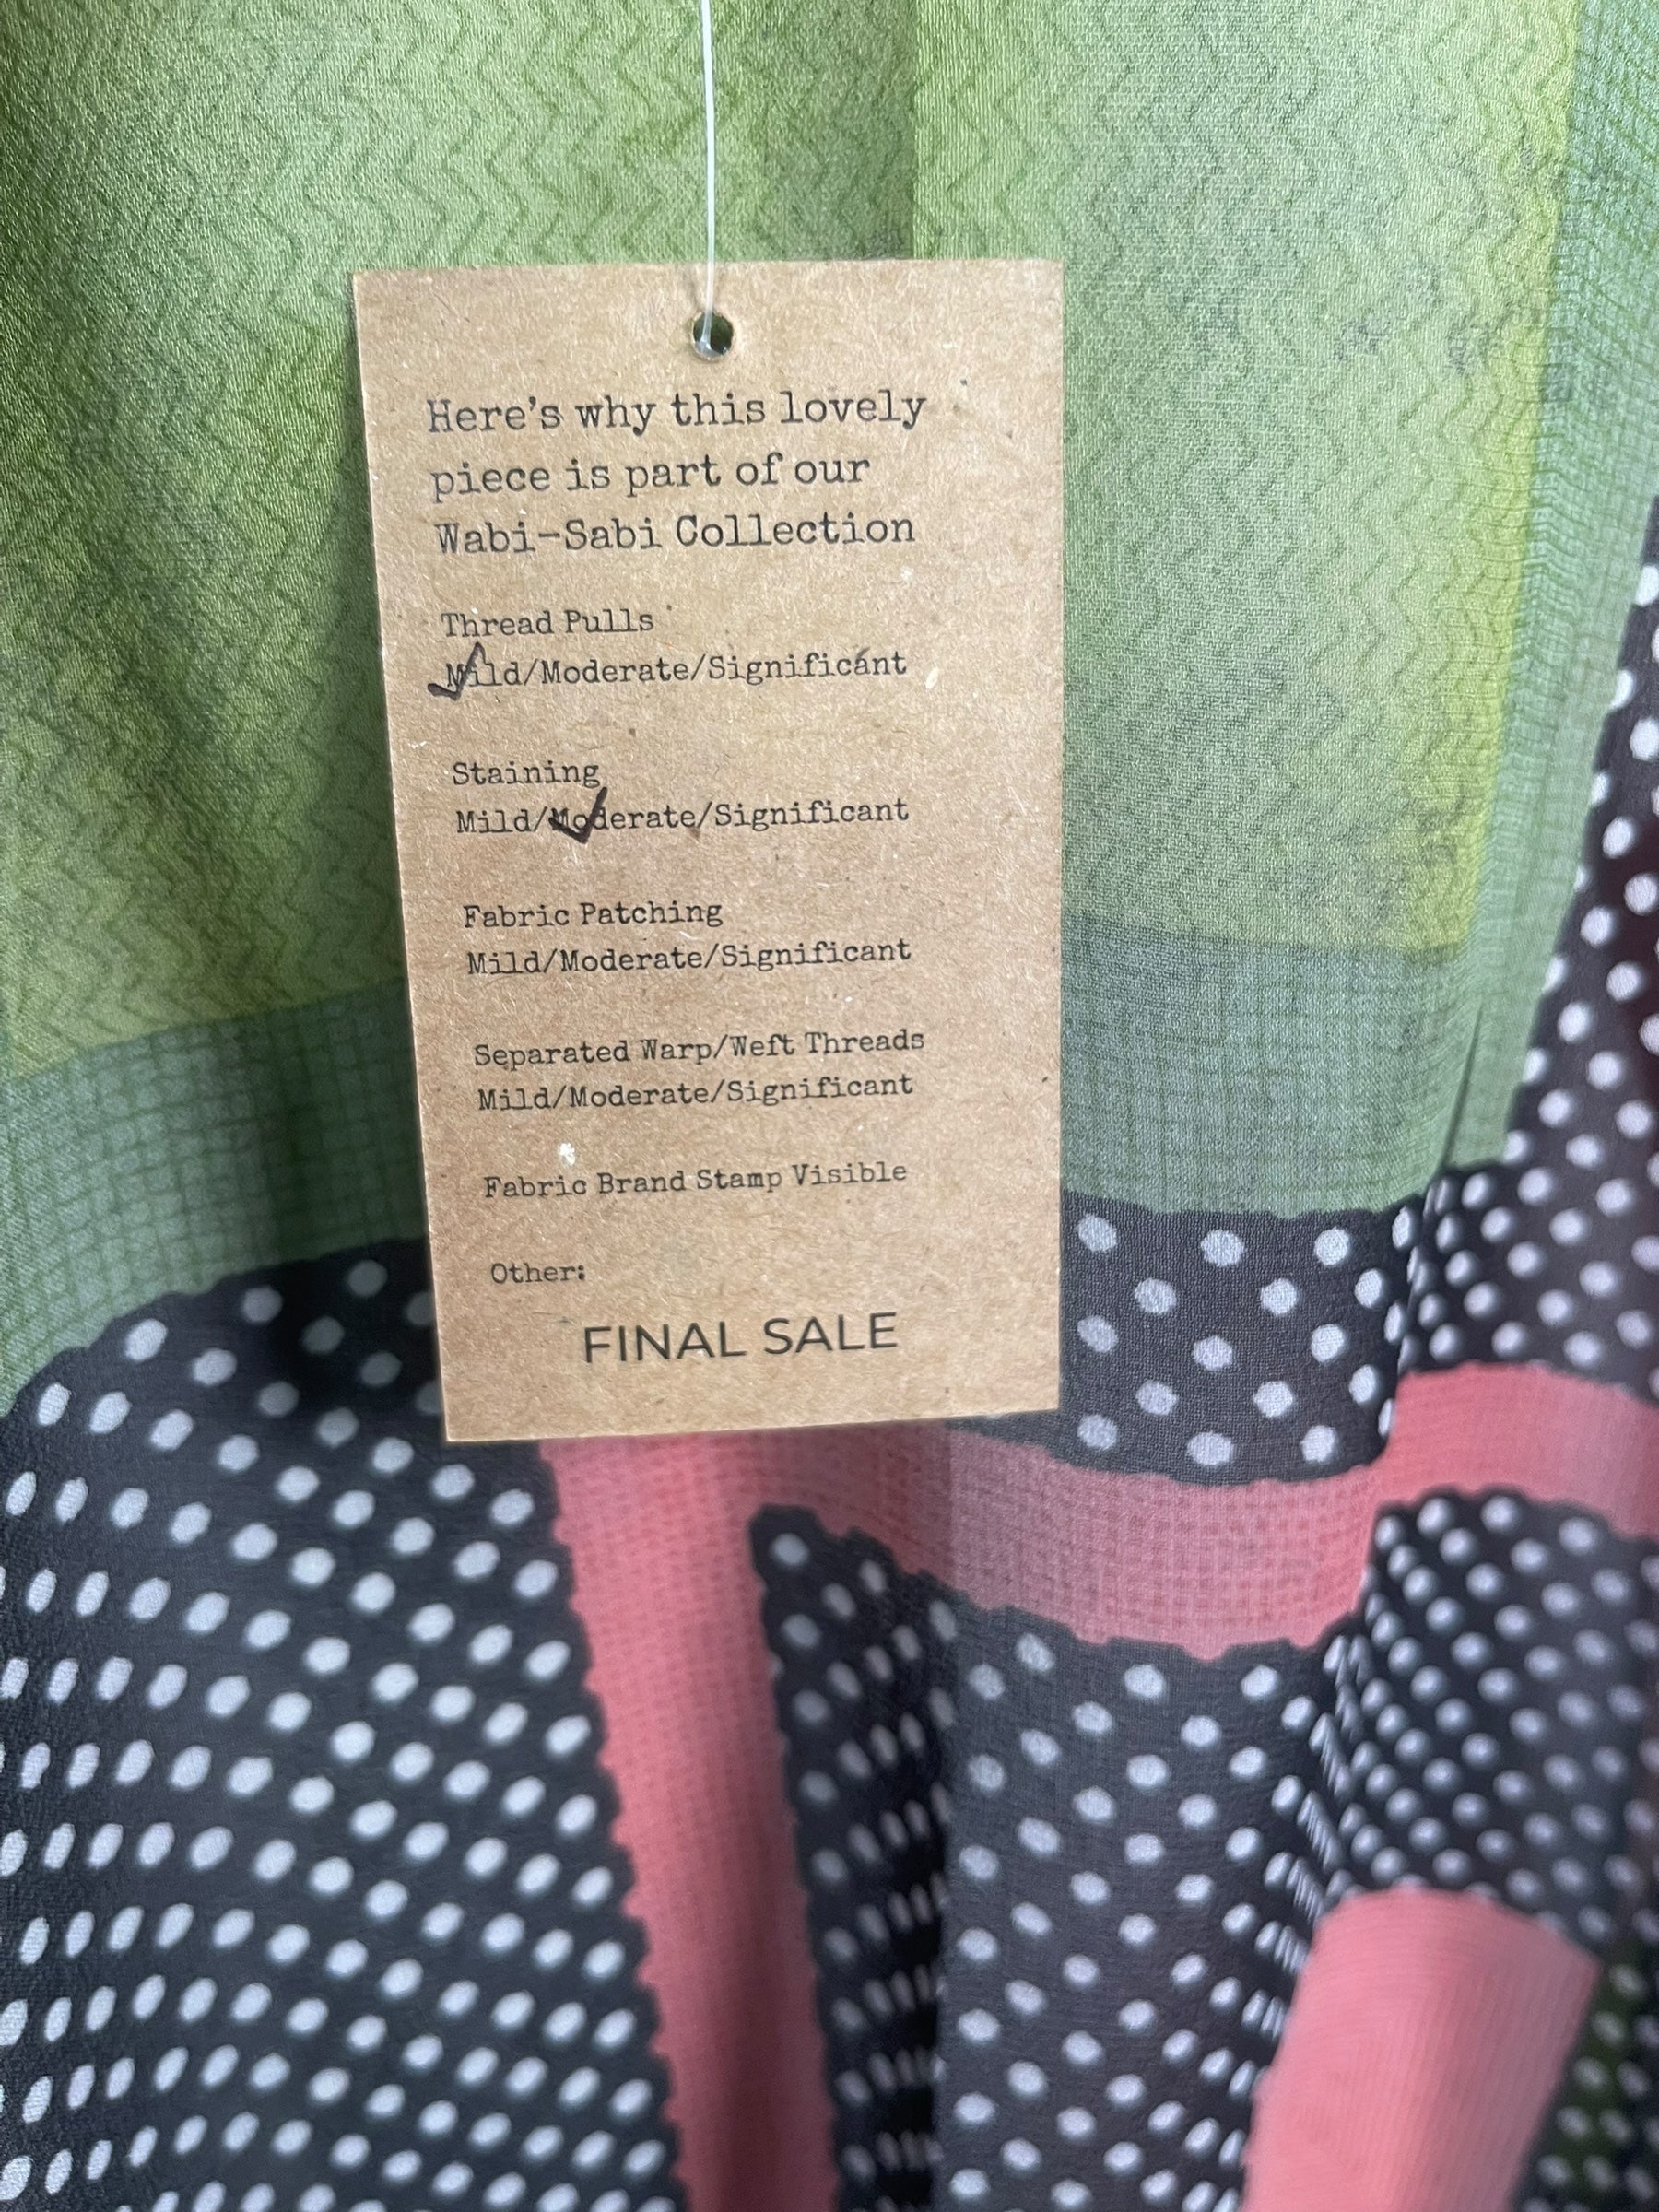 Here's why this lovely
piece is part of our
Wabi-Sabi Collection
Thread Pulls
Mild/Moderate/Significant
Staining
Mild/Moderate/Significant
Fabric Patching
Mild/Moderate/Significant
Separated Warp/Weft Threads
Mild/Moderate/Significant
Fabric Brand Stamp Visible
Other:
FINAL SALE